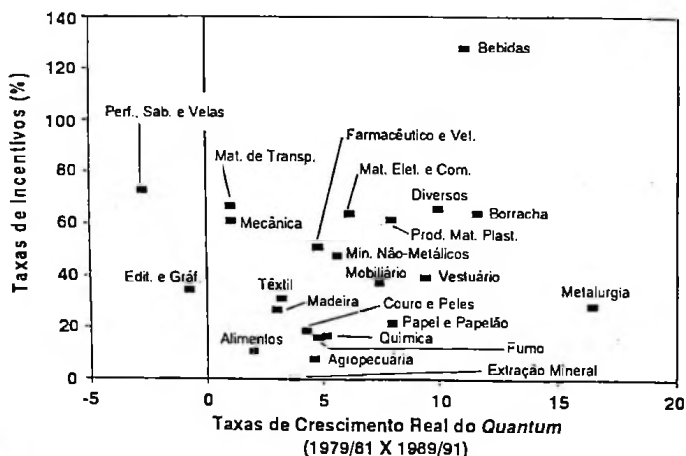 140
120
100
80
60
40
20
0
Taxas de Incentivos (%)
Bebidas
Perf., Sab. e Velas
Farmacêutico e Vet.
Mat. de Transp.
Mat. Elet. e Com.
Diversos
Borracha
Mecânica
Prod. Mat. Plast.
Min. Não-Metálicos
Mobiliário
Vestuário
Edit. e Gráf.
Têxtil
Metalurgia
Madeira
Couro e Peles
Papel e Papelão
Alimentos
Química
Fumo
Agropecuária
Extração Mineral
-5 0 5 10 15 20
Taxas de Crescimento Real do Quantum
(1979/81 X 1989/91)